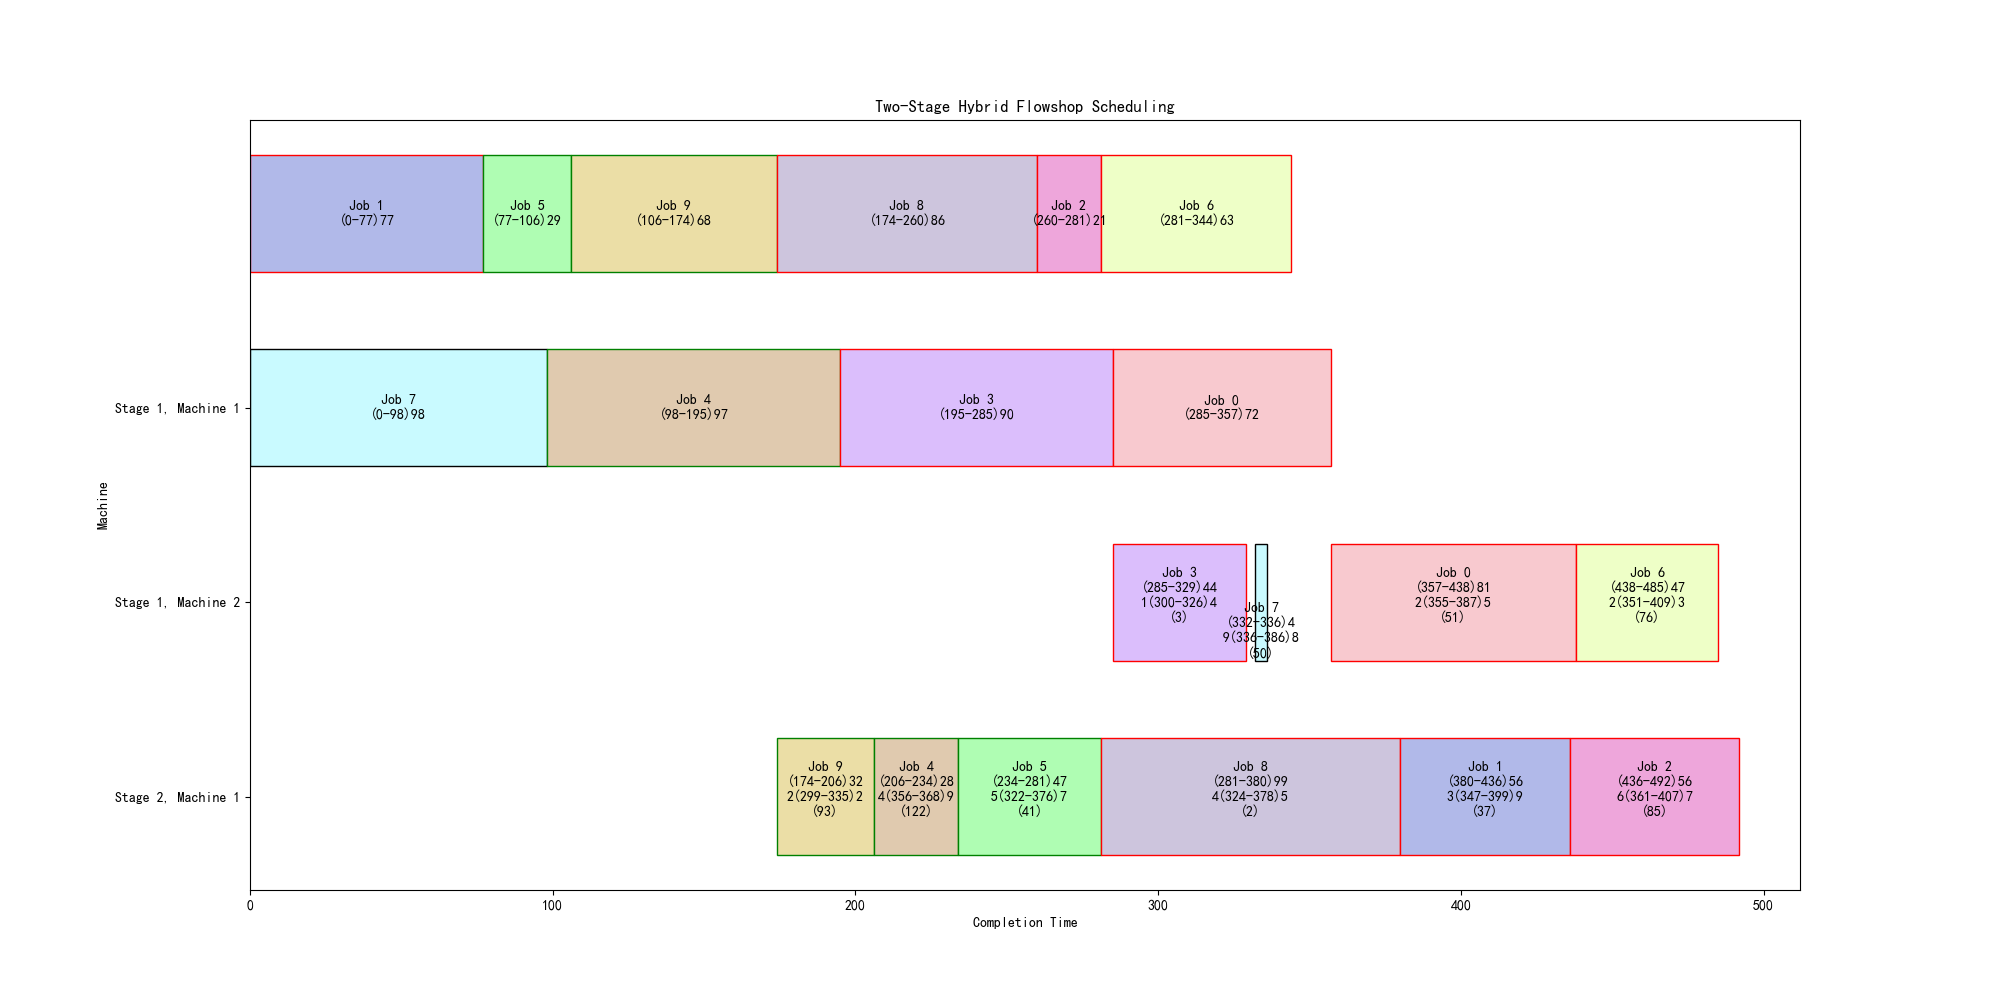 Two-Stage Hybrid Flowshop Scheduling
Job 1
(0-77)77
Job 5
(77-106)29
Job 9
(106-174)68
Job 8
(174-260)86
Job 2
(260-281)21
Job 6
(281-344)63
Stage 1, Machine 1
Job 7
(0-98)98
Job 4
(98-195)97
Job 3
(195-285)90
Job 0
(285-357)72
Machine
Stage 1, Machine 2
Job 3
(285-329)44
1(300-326)4
(3)
Job 7
(332-336)4
9(336-386)8
(50)
Job 0
(357-438)81
2(355-387)5
(51)
Job 6
(438-485)47
2(351-409)3
(76)
Stage 2, Machine 1
Job 9
(174-206)32
2(299-335)2
(93)
Job 4
(206-234)28
4(356-368)9
(122)
Job 5
(234-281)47
5(322-376)7
(41)
Job 8
(281-380)99
4(324-378)5
(2)
Job 1
(380-436)56
3(347-399)9
(37)
Job 2
(436-492)56
6(361-407)7
(85)
0
100
200
300
400
500
Completion Time